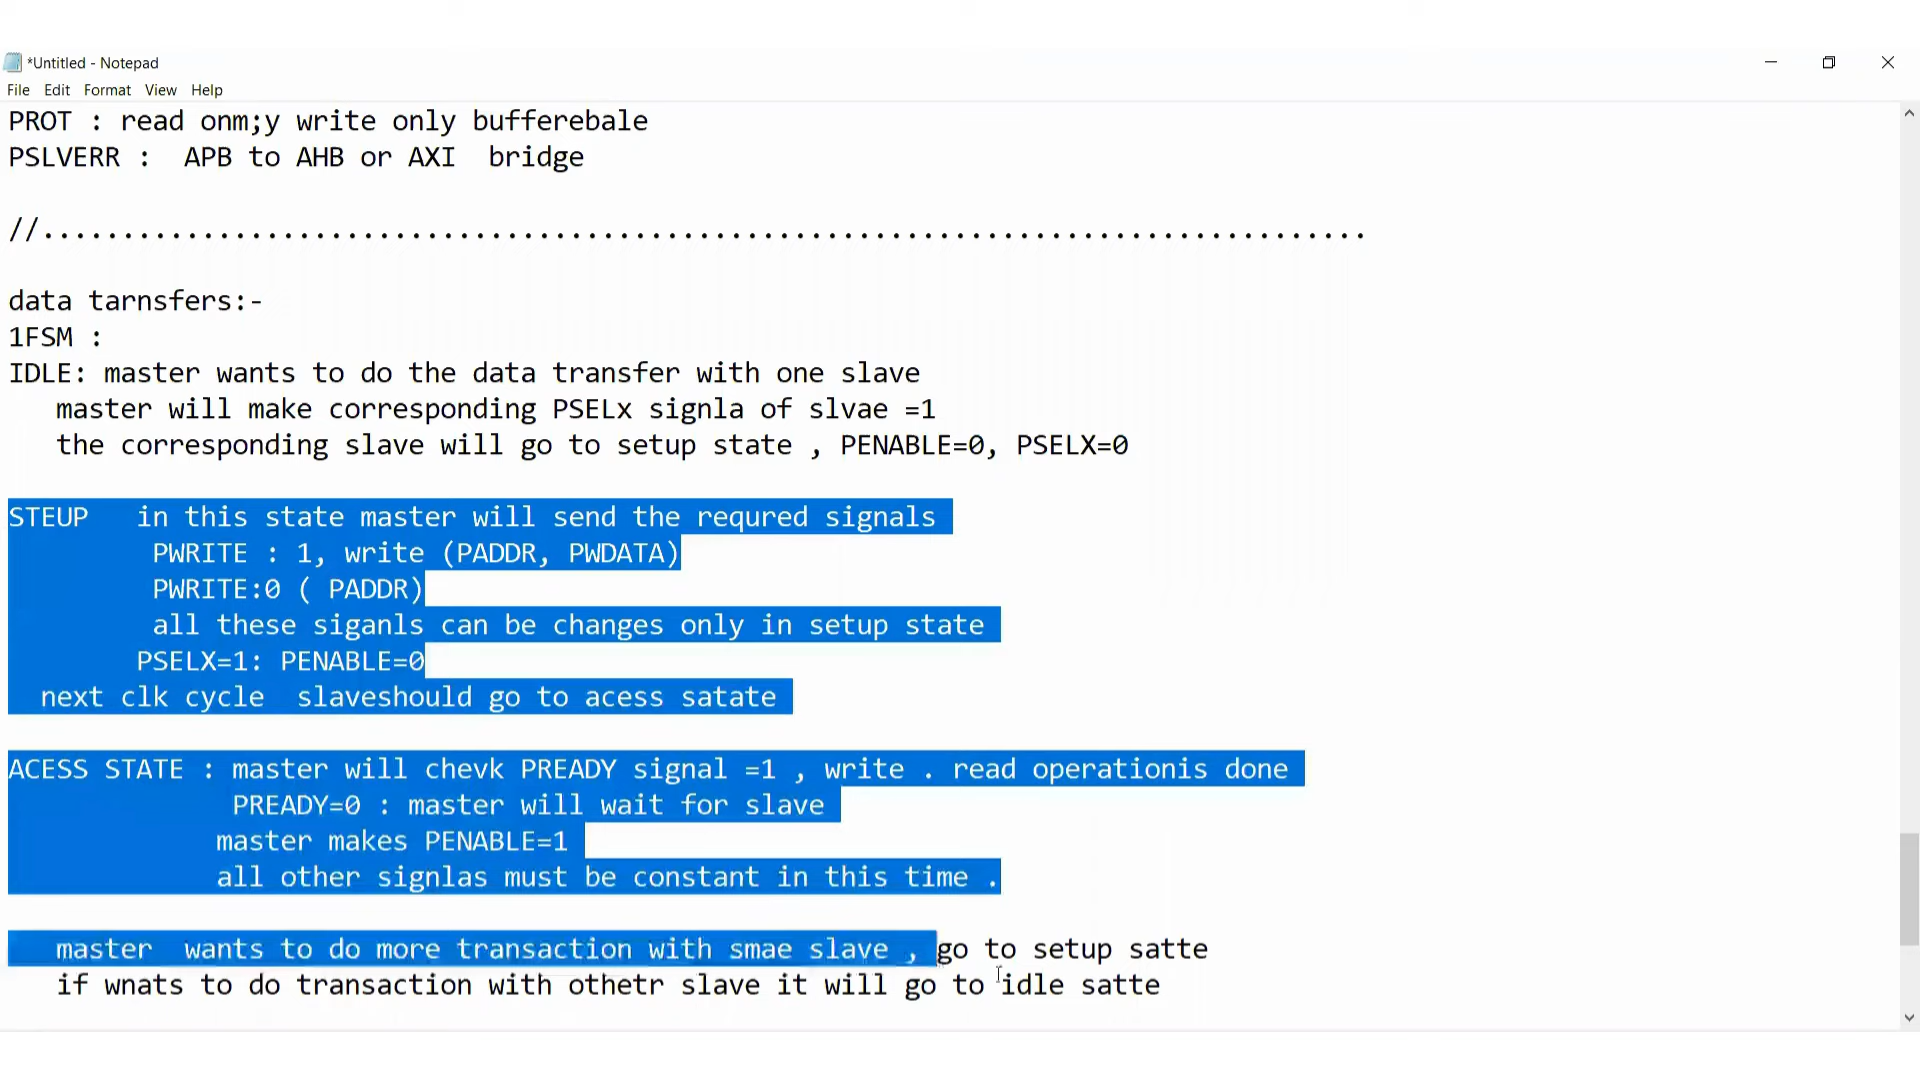 *Untitled - Notepad
File Edit Format View Help
PROT : read onm;y write only bufferebale
PSLVERR :  APB to AHB or AXI  bridge
//...................................................................................
data tarnsfers:-
1FSM :
IDLE: master wants to do the data transfer with one slave
master will make corresponding PSELx signla of slvae =1
the corresponding slave will go to setup state , PENABLE=0, PSELX=0
STEUP   in this state master will send the requred signals
PWRITE : 1, write (PADDR, PWDATA)
PWRITE:0 ( PADDR)
all these siganls can be changes only in setup state
PSELX=1: PENABLE=0
next clk cycle  slaveshould go to acess satate
ACESS STATE : master will chevk PREADY signal =1 , write . read operationis done
PREADY=0 : master will wait for slave
master makes PENABLE=1
all other signlas must be constant in this time .
master  wants to do more transaction with smae slave , go to setup satte
if wnats to do transaction with othetr slave it will go to idle satte